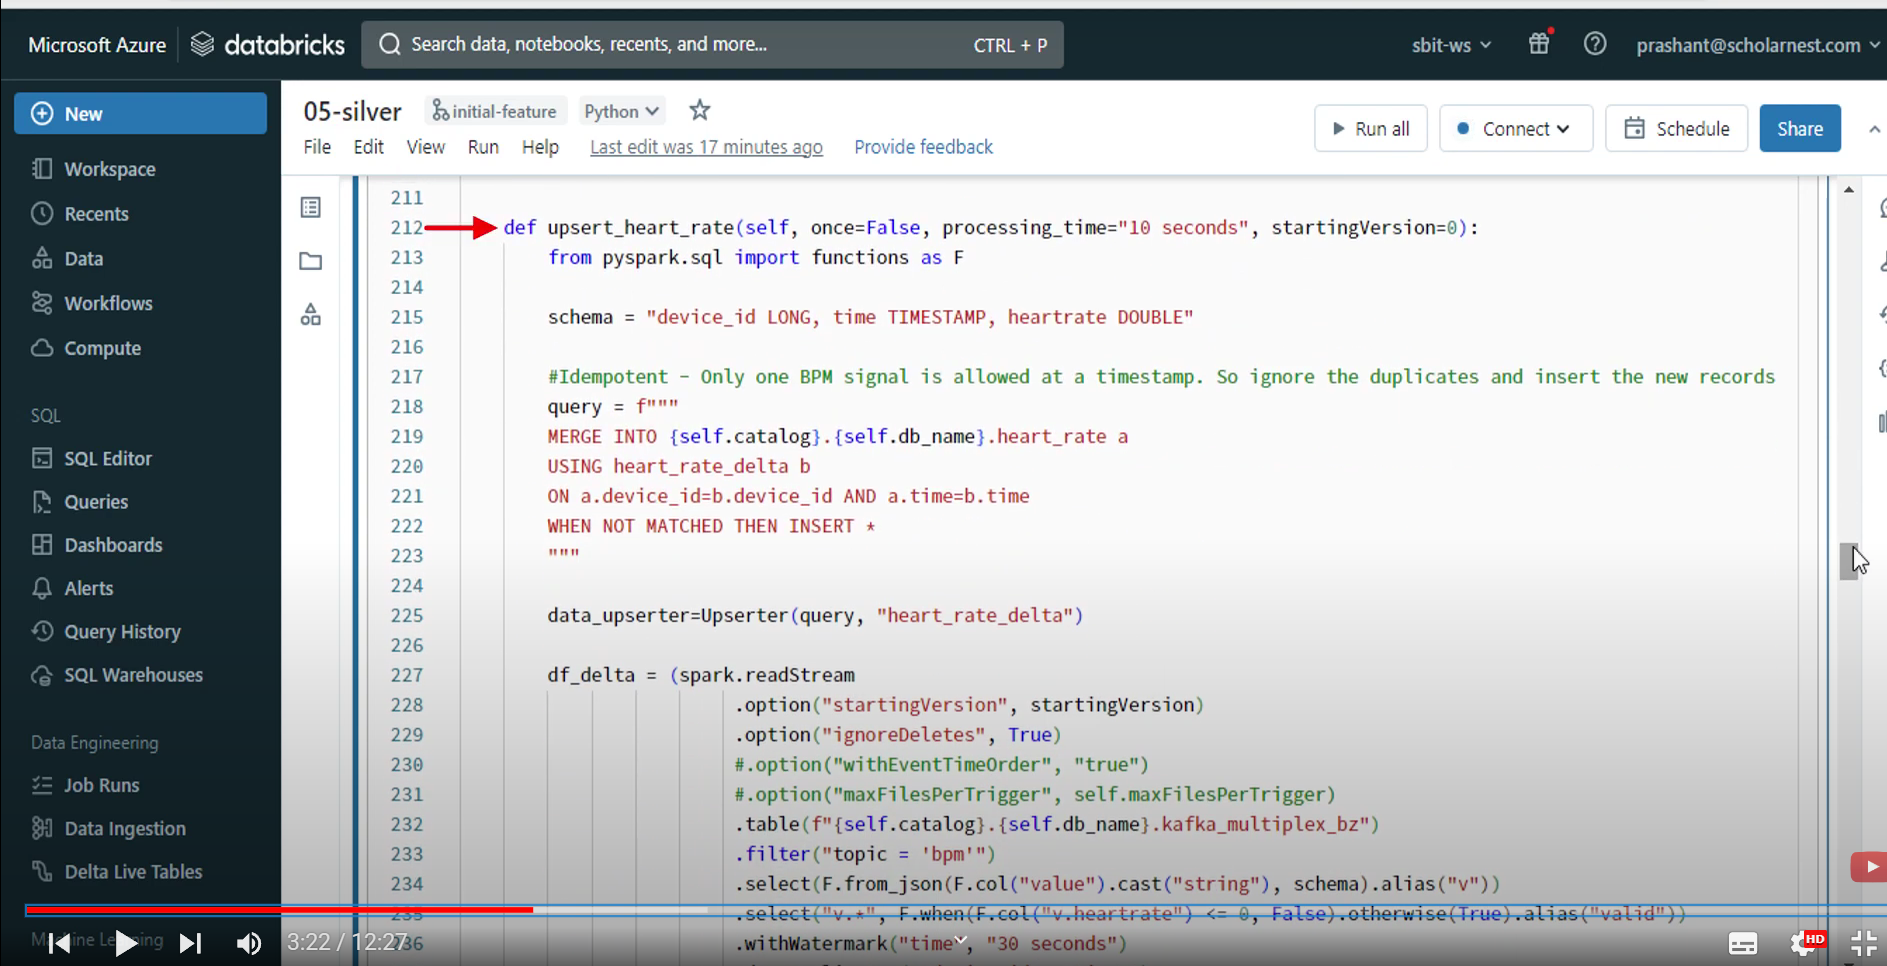 Microsoft Azure databricks Search data, notebooks, recents, and more... CTRL + P sbit-ws prashant@scholarnest.com
New
Workspace
Recents
Data
Workflows
Compute
SQL
SQL Editor
Queries
Dashboards
Alerts
Query History
SQL Warehouses
Data Engineering
Job Runs
Data Ingestion
Delta Live Tables
05-silver initial-feature Python
File Edit View Run Help Last edit was 17 minutes ago Provide feedback
Run all Connect Schedule Share
211
212 def upsert_heart_rate(self, once=False, processing_time="10 seconds", startingVersion=0):
213 from pyspark.sql import functions as F
214
215 schema = "device_id LONG, time TIMESTAMP, heartrate DOUBLE"
216
217 #Idempotent - Only one BPM signal is allowed at a timestamp. So ignore the duplicates and insert the new records
218 query = f"""
219 MERGE INTO {self.catalog}.{self.db_name}.heart_rate a
220 USING heart_rate_delta b
221 ON a.device_id=b.device_id AND a.time=b.time
222 WHEN NOT MATCHED THEN INSERT *
223 """
224
225 data_upserter=Upserter(query, "heart_rate_delta")
226
227 df_delta = (spark.readStream
228 .option("startingVersion", startingVersion)
229 .option("ignoreDeletes", True)
230 #.option("withEventTimeOrder", "true")
231 #.option("maxFilesPerTrigger", self.maxFilesPerTrigger)
232 .table(f"{self.catalog}.{self.db_name}.kafka_multiplex_bz")
233 .filter("topic = 'bpm'")
234 .select(F.from_json(F.col("value").cast("string"), schema).alias("v"))
235 .select("v.*", F.when(F.col("v.heartrate") <= 0, False).otherwise(True).alias("valid"))
236 .withWatermark("time", "30 seconds")
Machine Learning
3:22 / 12:27
HD